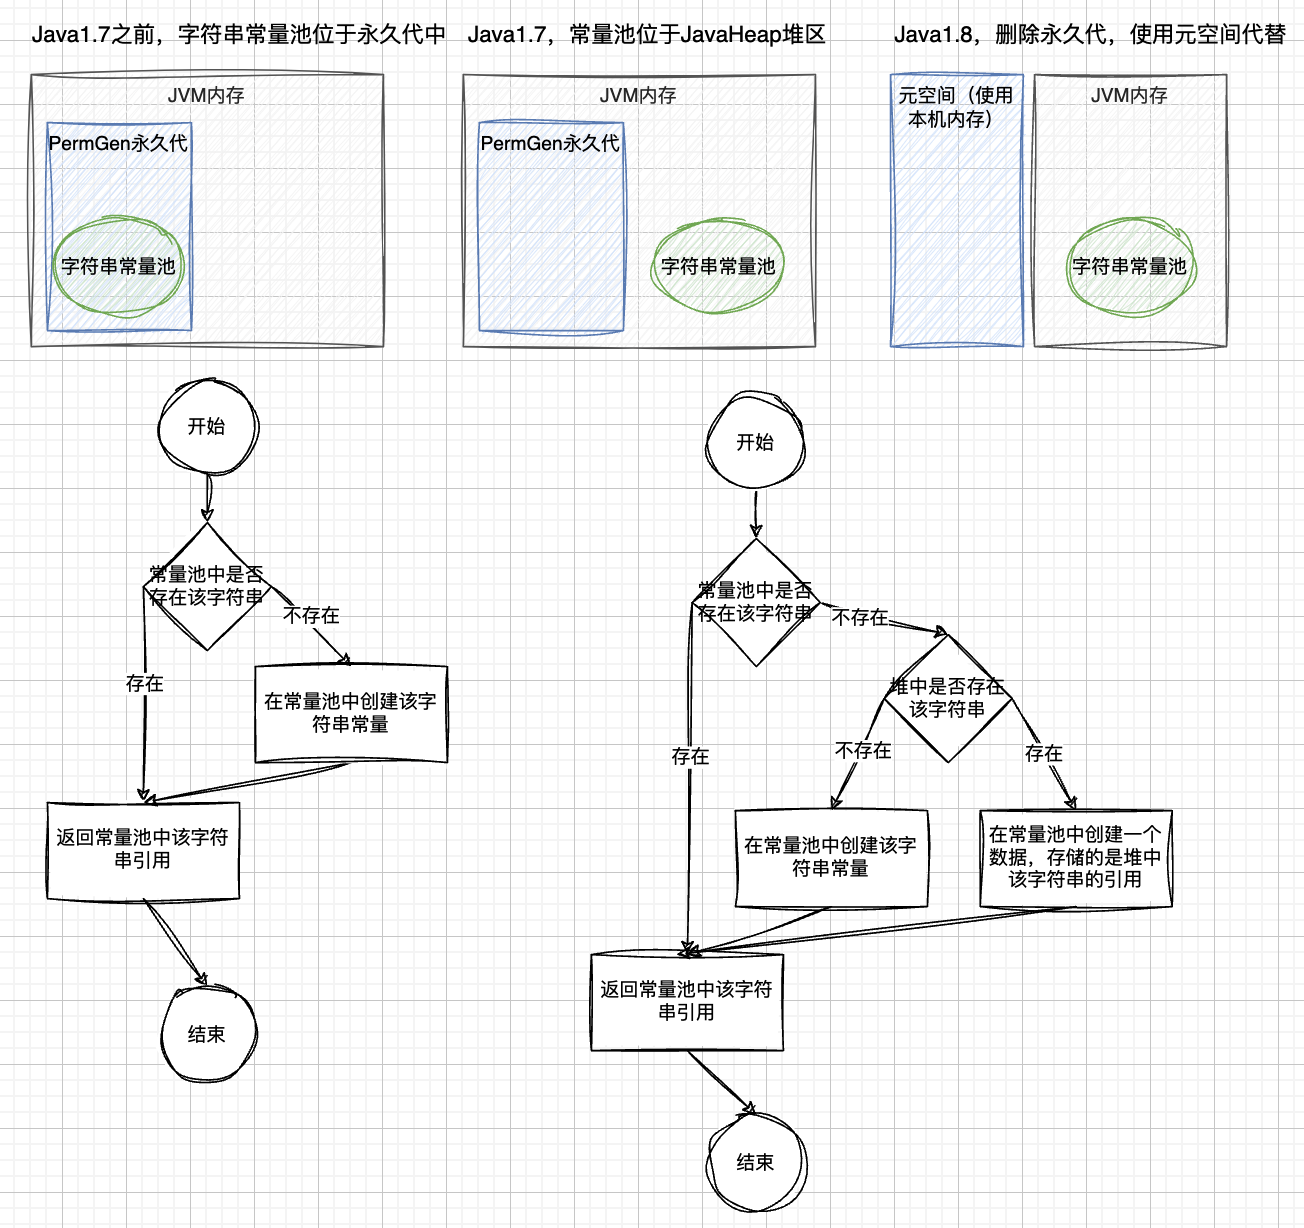 Java1.7之前，字符串常量池位于永久代中
JVM内存
PermGen永久代
字符串常量池
Java1.7，常量池位于JavaHeap堆区
JVM内存
PermGen永久代
字符串常量池
Java1.8，删除永久代，使用元空间代替
元空间（使用
本机内存）
JVM内存
字符串常量池
开始
常量池中是否
存在该字符串
不存在
存在
在常量池中创建该字
符串常量
返回常量池中该字符
串引用
结束
开始
常量池中是否
存在该字符串
不存在
堆中是否存在
该字符串
存在
不存在
存在
在常量池中创建该字
符串常量
在常量池中创建一个
数据，存储的是堆中
该字符串的引用
返回常量池中该字符
串引用
结束